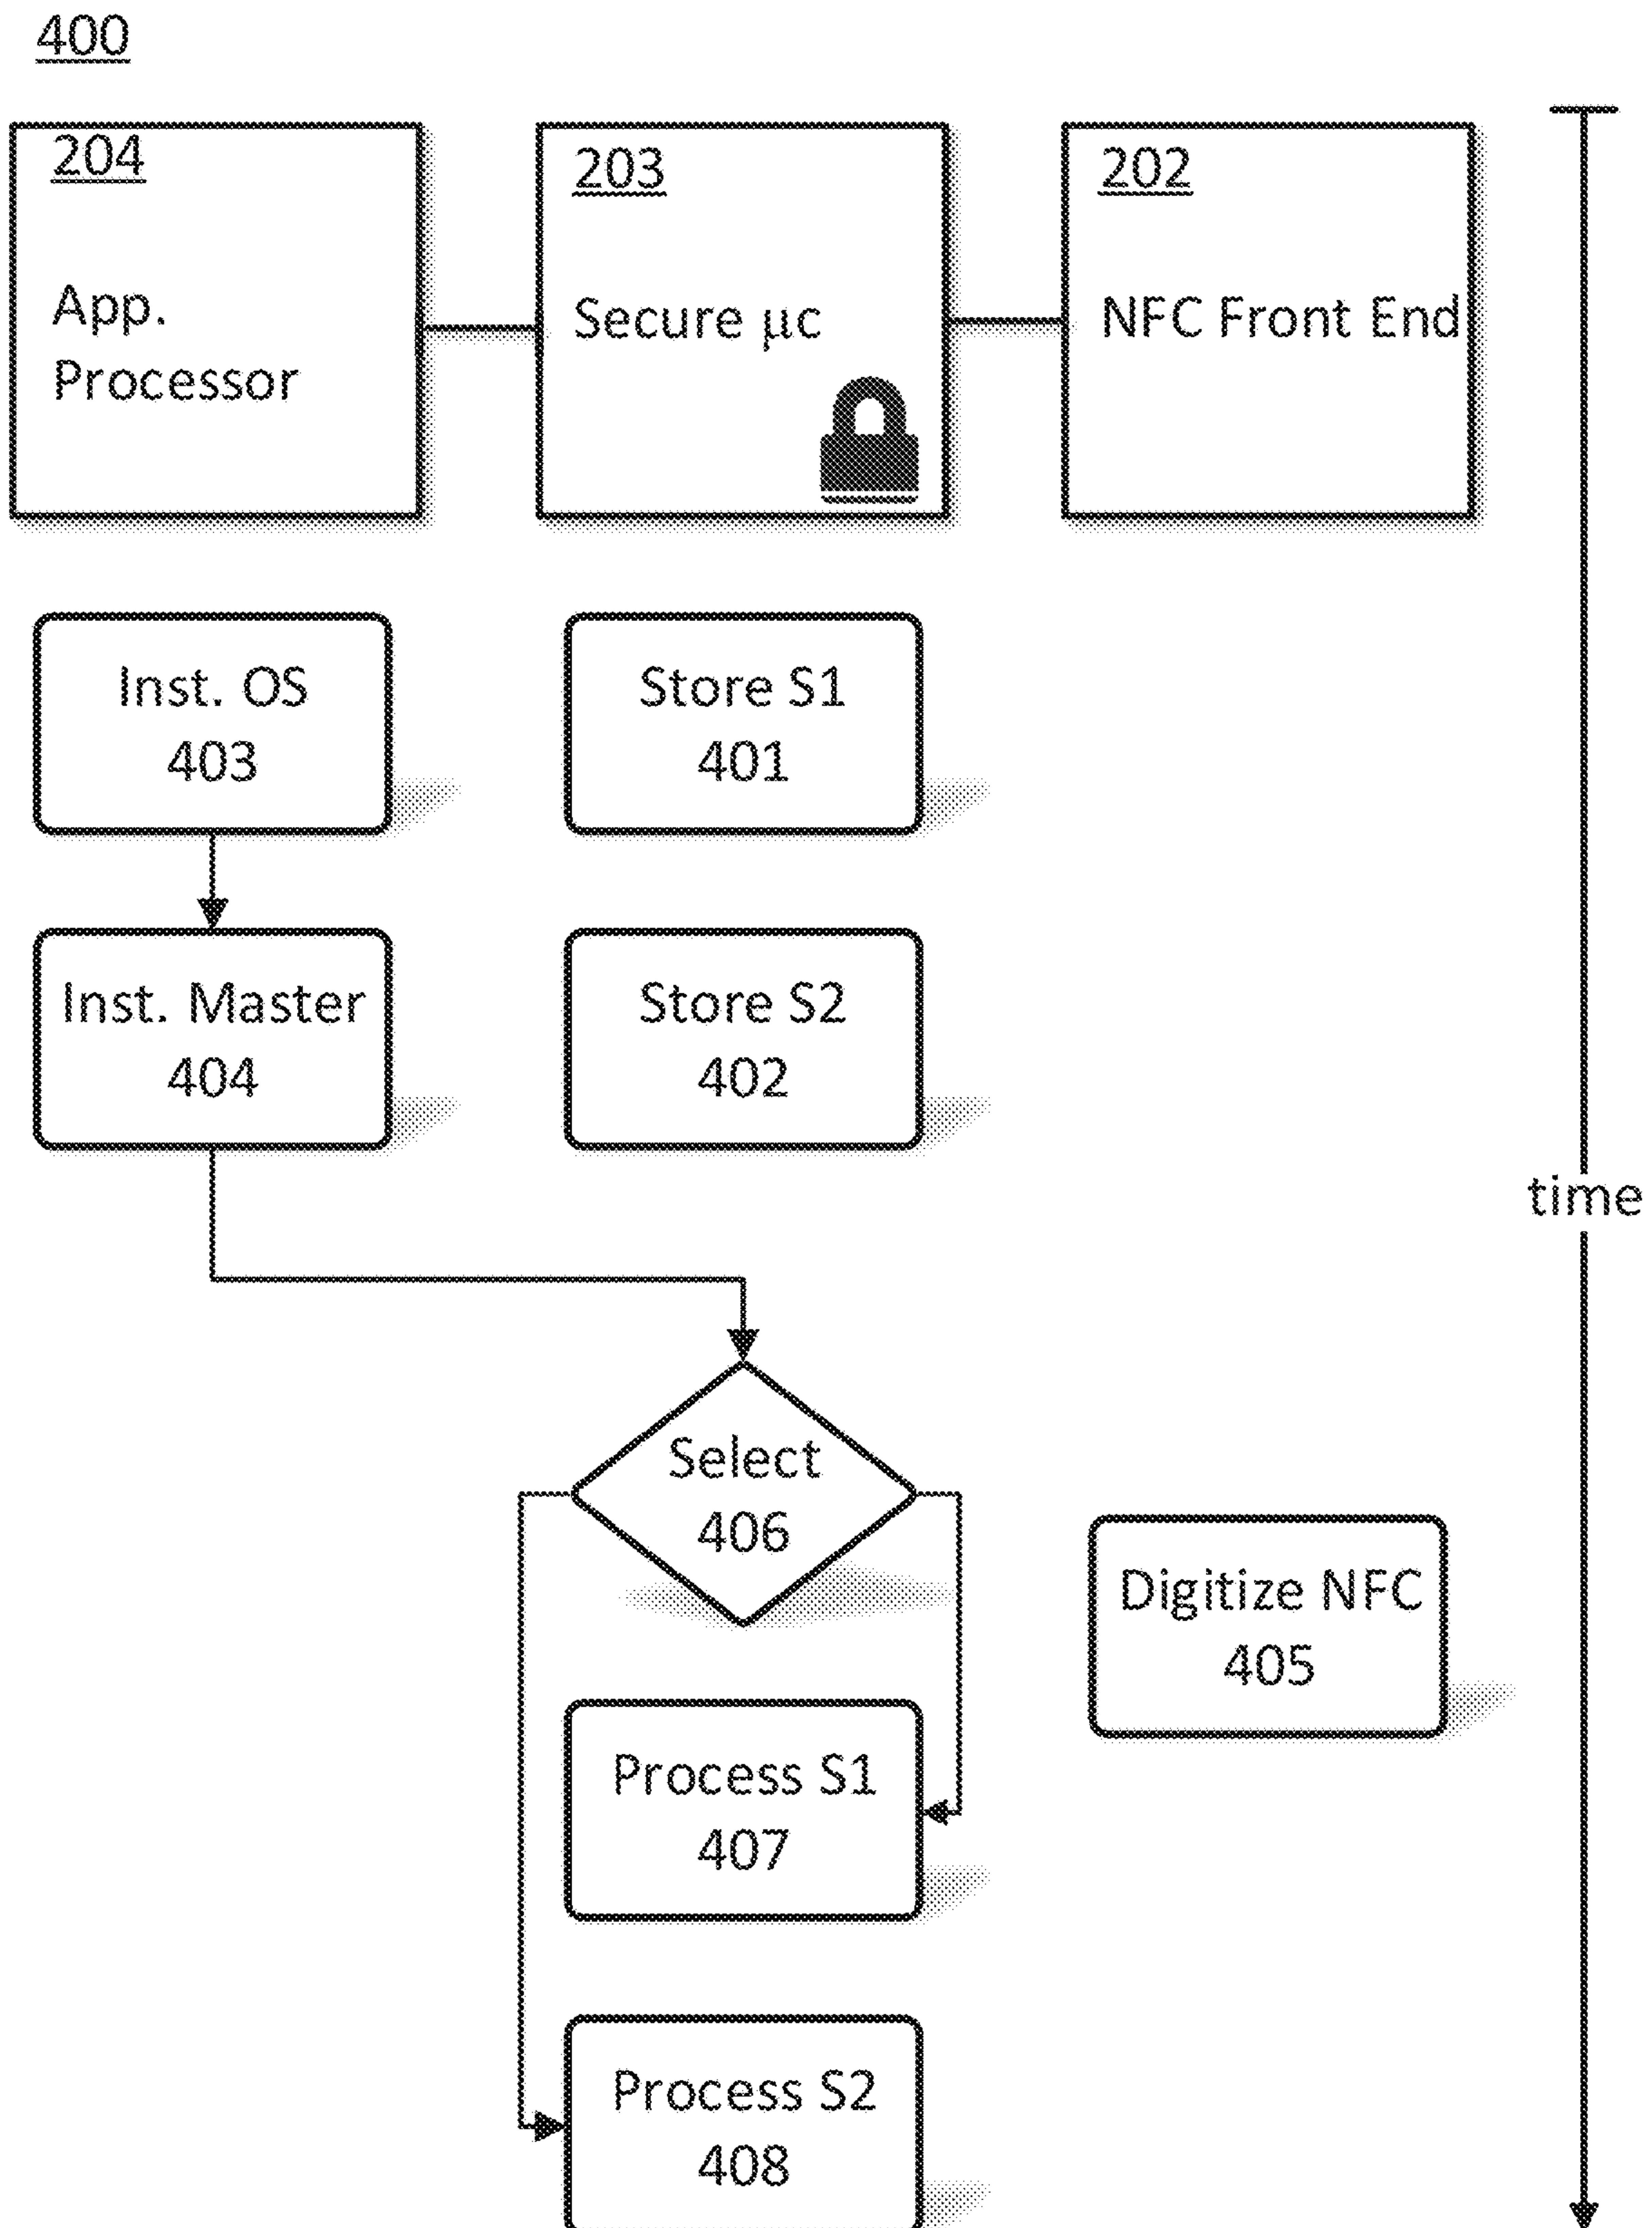 400
204
App.
Processor
203
Secure µc
202
NFC Front End
Inst. OS
403
Store S1
401
Inst. Master
404
Store S2
402
time
Select
406
Digitize NFC
405
Process S1
407
Process S2
408